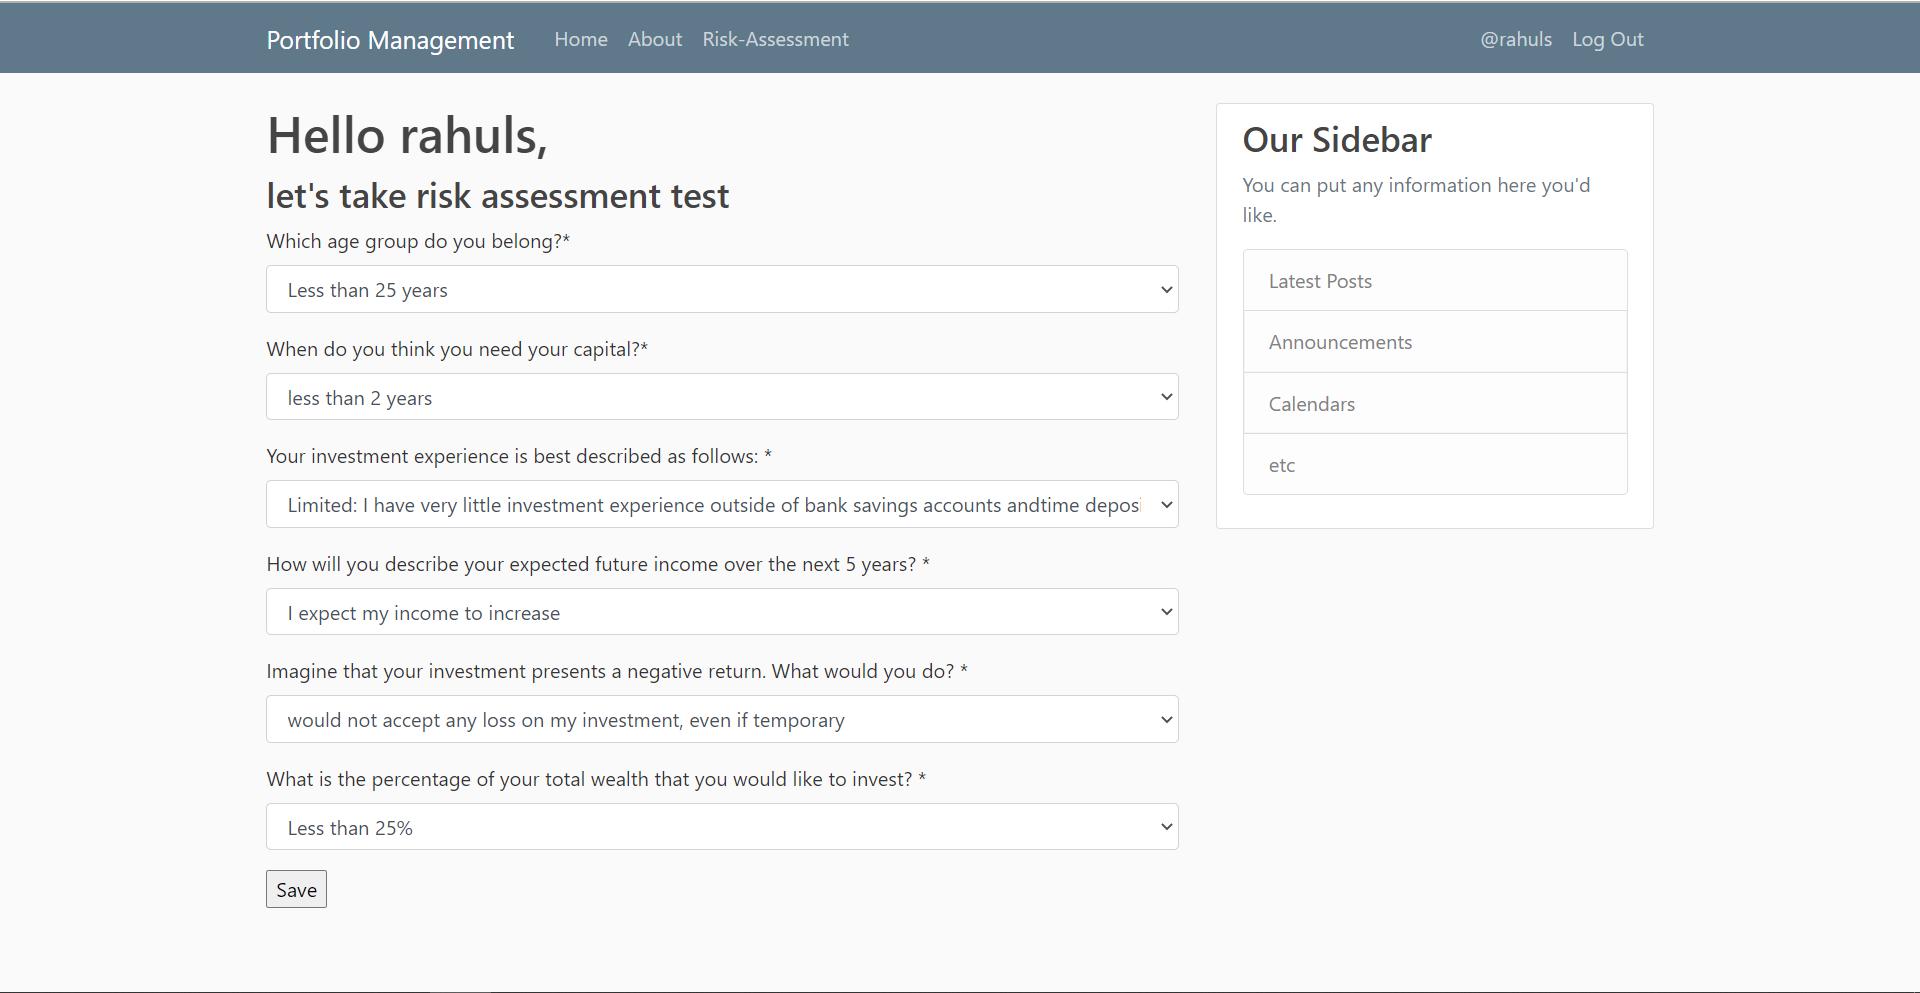 Portfolio Management Home About Risk-Assessment @rahuls Log Out
Hello rahuls,
let's take risk assessment test
Which age group do you belong?*
Less than 25 years
When do you think you need your capital?*
less than 2 years
Your investment experience is best described as follows: *
Limited: I have very little investment experience outside of bank savings accounts andtime deposi
How will you describe your expected future income over the next 5 years? *
I expect my income to increase
Imagine that your investment presents a negative return. What would you do? *
would not accept any loss on my investment, even if temporary
What is the percentage of your total wealth that you would like to invest? *
Less than 25%
Save
Our Sidebar
You can put any information here you'd
like.
Latest Posts
Announcements
Calendars
etc